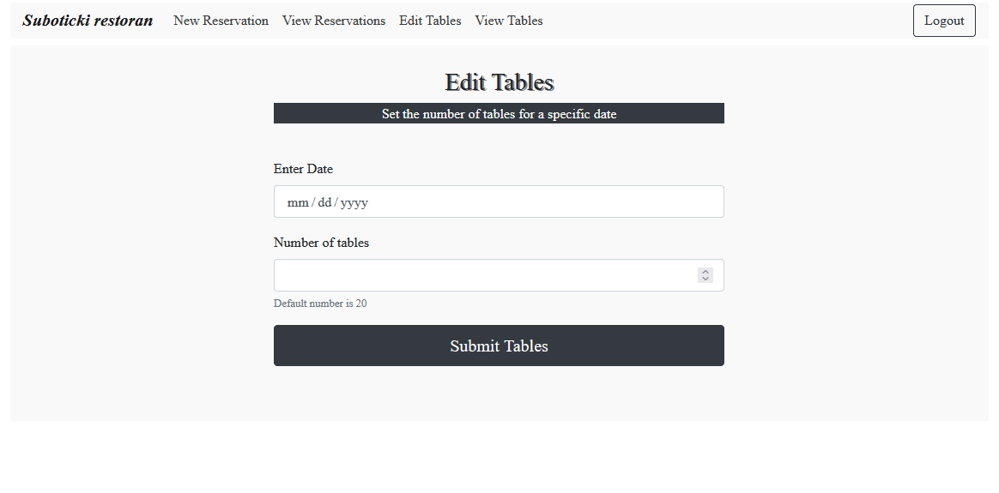 Suboticki restoran New Reservation View Reservations Edit Tables View Tables Logout
Edit Tables
Set the number of tables for a specific date
Enter Date
mm / dd / yyyy
Number of tables
Default number is 20
Submit Tables